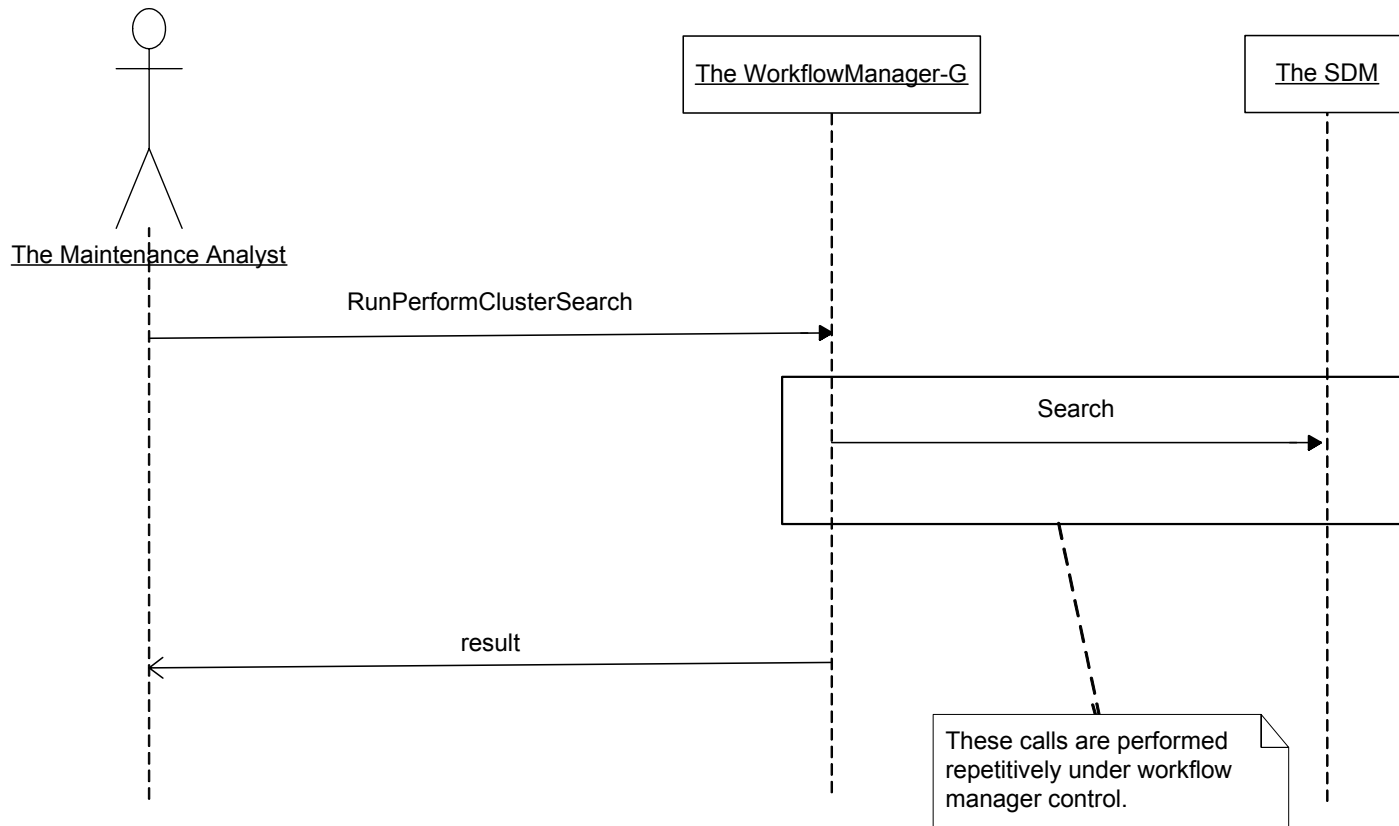 The WorkflowManager-G
The SDM
The Maintenance Analyst
RunPerformClusterSearch
Search
result
These calls are performed
repetitively under workflow
manager control.